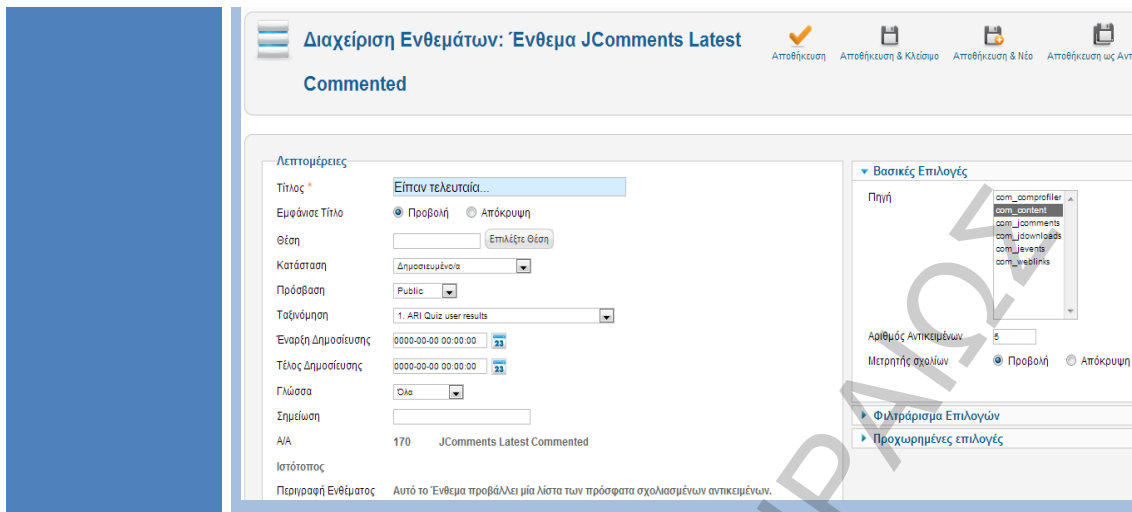 Διαχείριση Ενθεμάτων: Ένθεμα JComments Latest
Commented
Αποθήκευση Αποθήκευση & Κλείσιμο Αποθήκευση & Νέο Αποθήκευση ως Αντ
Λεπτομέρειες
Τίτλος * Είπαν τελευταία...
Εμφάνισε Τίτλο Προβολή Απόκρυψη
Θέση Επιλέξτε Θέση
Κατάσταση Δημοσιευμένο/α
Πρόσβαση Public
Ταξινόμηση 1. ARI Quiz user results
Έναρξη Δημοσίευσης 0000-00-00 00:00:00 23
Τέλος Δημοσίευσης 0000-00-00 00:00:00 23
Γλώσσα Όλα
Σημείωση
Α/Α 170 JComments Latest Commented
Ιστότοπος
Περιγραφή Ενθέματος Αυτό το Ένθεμα προβάλλει μία λίστα των πρόσφατα σχολιασμένων αντικειμένων.
Βασικές Επιλογές
Πηγή
com_comprofiler
com_content
com_jcomments
com_jdownloads
com_jevents
com_weblinks
Αριθμός Αντικειμένων 5
Μετρητής σχολίων Προβολή Απόκρυψη
Φιλτράρισμα Επιλογών
Προχωρημένες επιλογές
ΡΑΙΩΣ